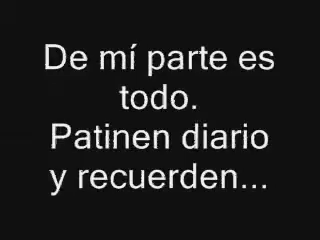 De mí parte es
todo.
Patinen diario
y recuerden...